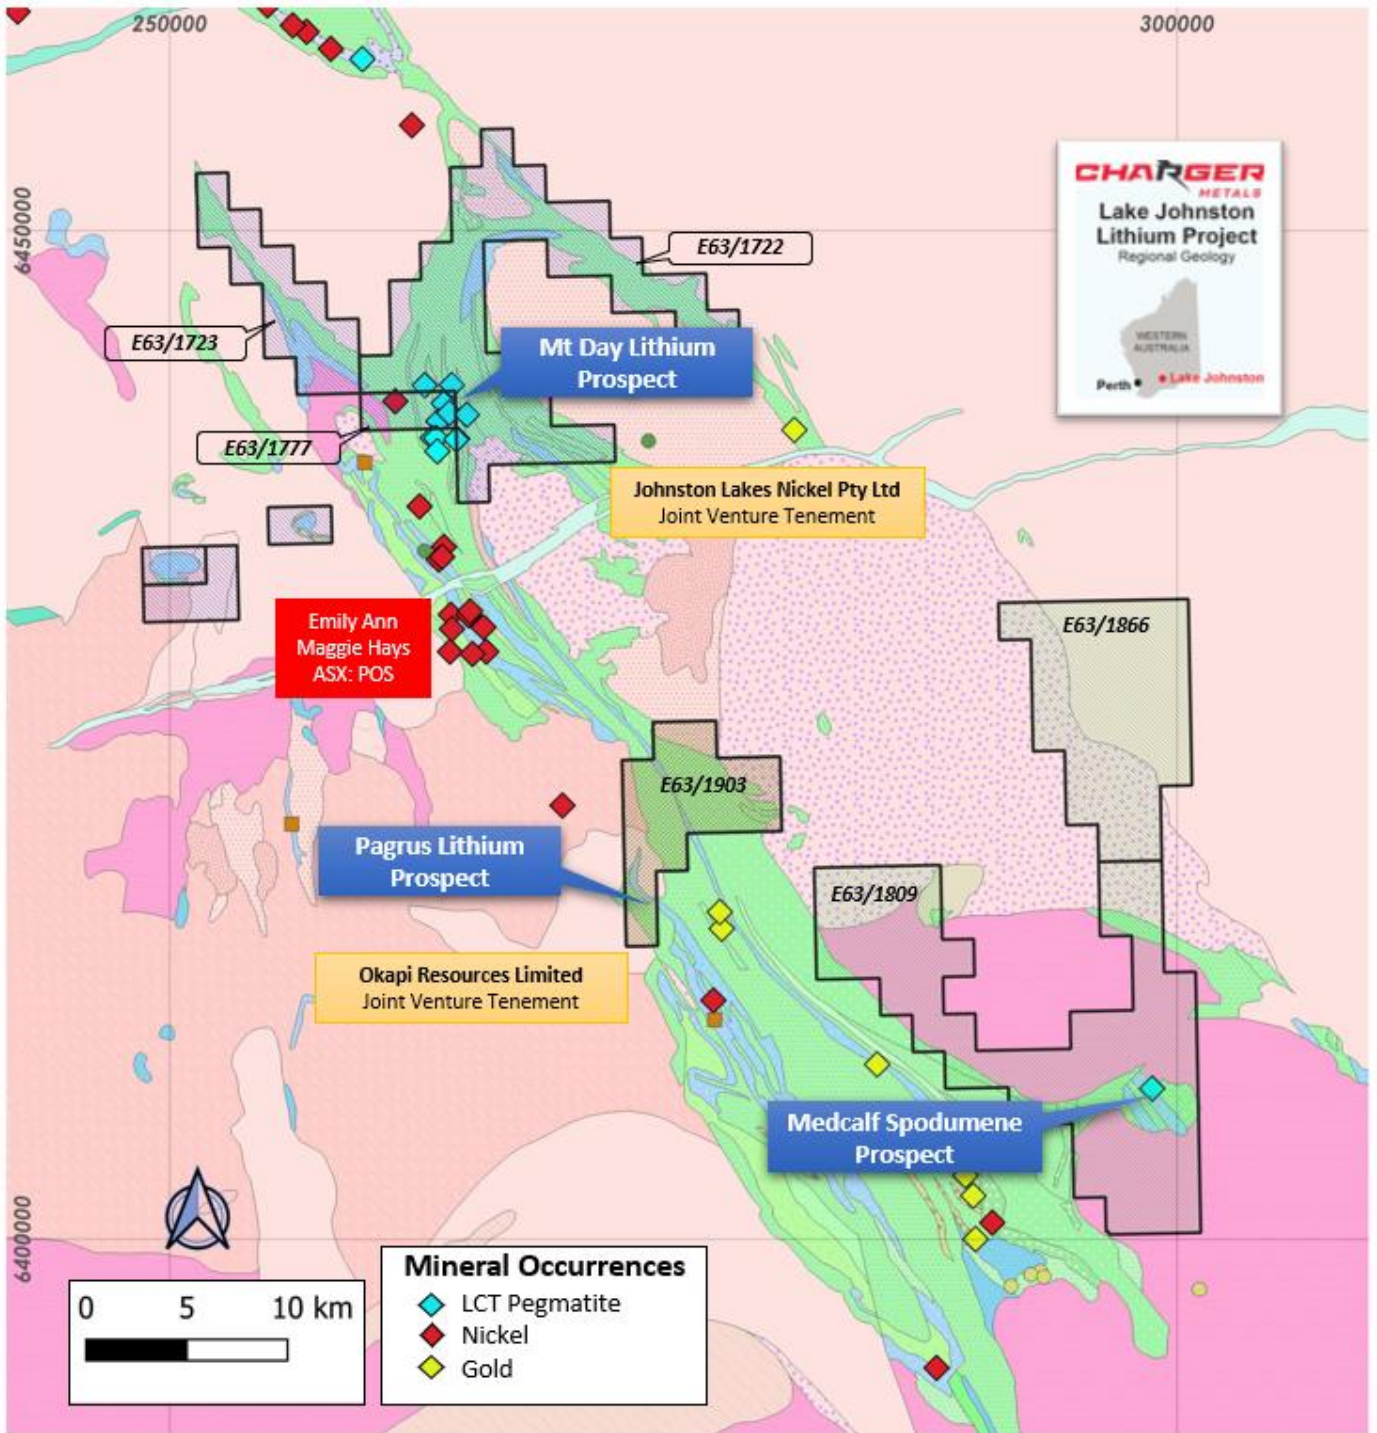 250000
300000
6450000
CHARGER
METALS
Lake Johnston
Lithium Project
Regional Geology
WESTERN
AUSTRALIA
Perth
Lake Johnston
E63/1722
E63/1723
Mt Day Lithium
Prospect
E63/1777
Johnston Lakes Nickel Pty Ltd
Joint Venture Tenement
Emily Ann
Maggie Hays
ASX: POS
E63/1866
E63/1903
Pagrus Lithium
Prospect
E63/1809
Okapi Resources Limited
Joint Venture Tenement
Medcalf Spodumene
Prospect
6400000
0 5 10 km
Mineral Occurrences
LCT Pegmatite
Nickel
Gold